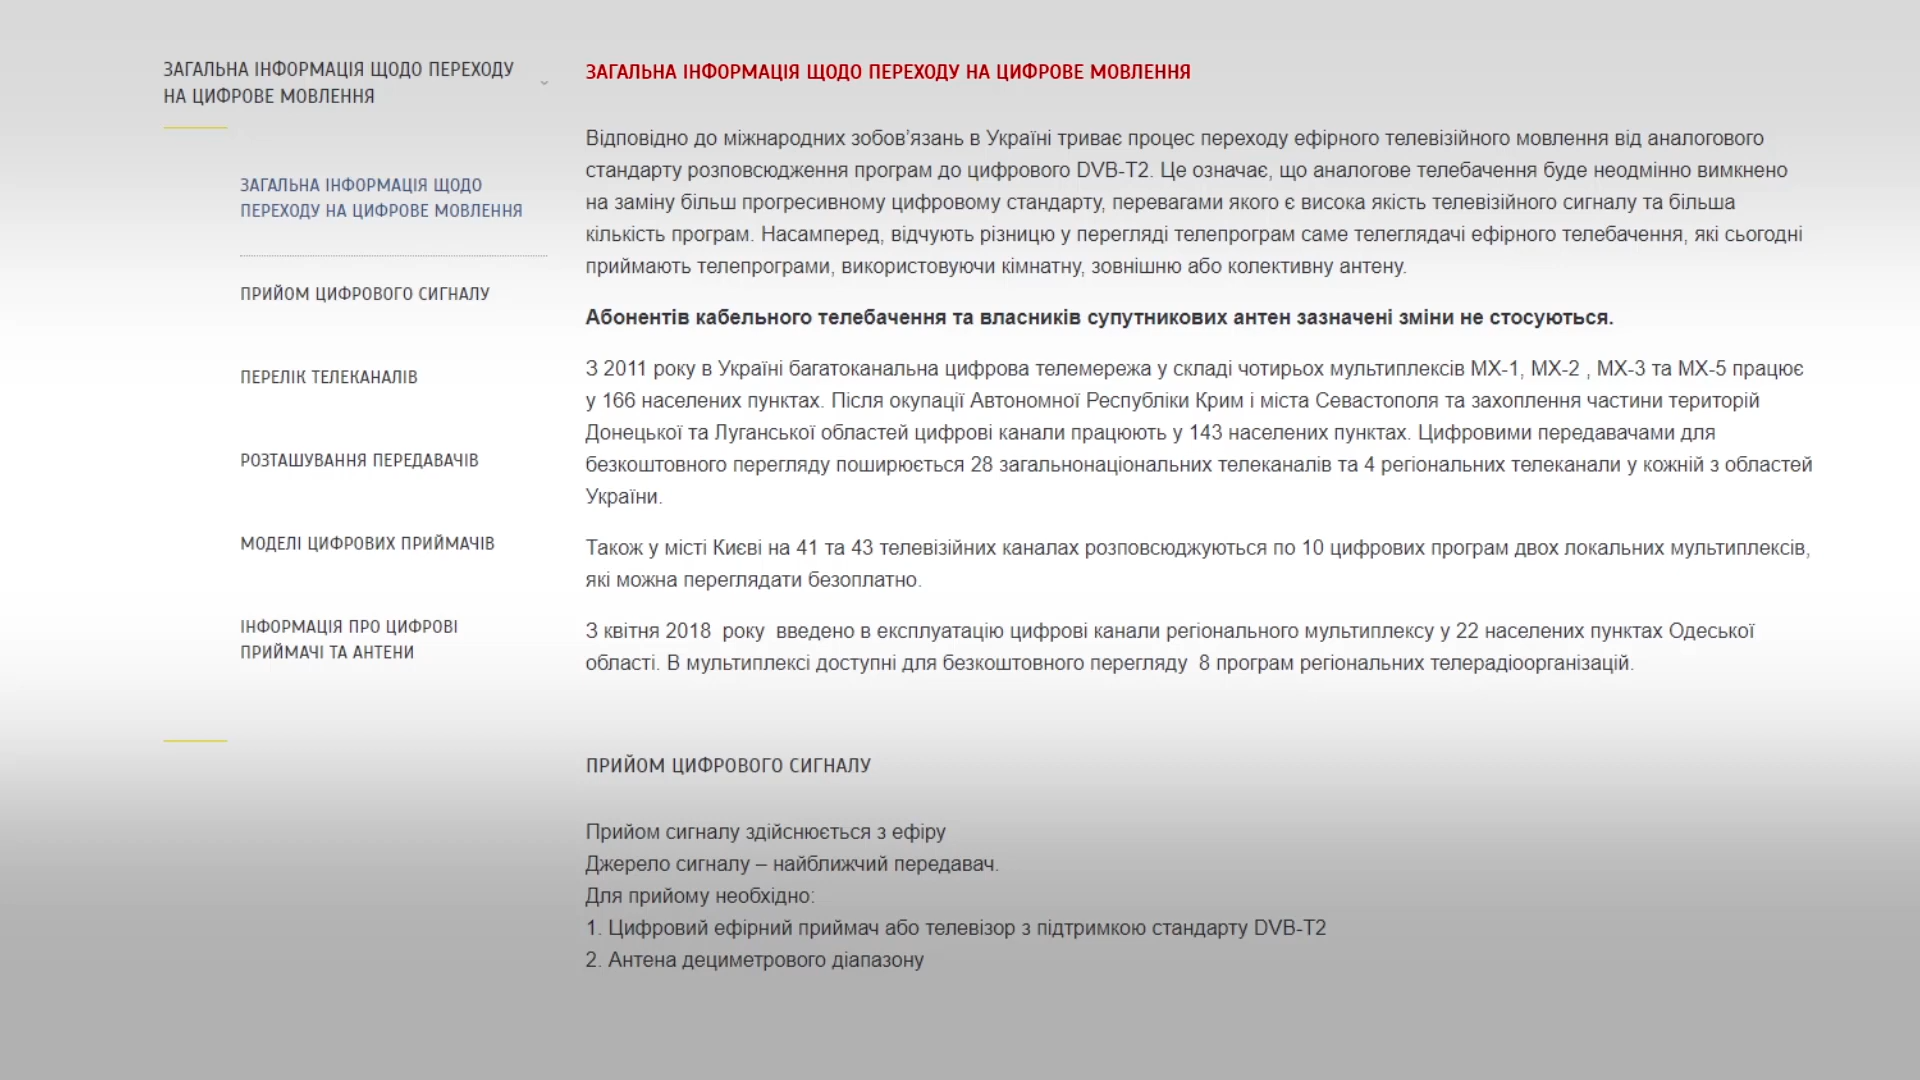 ЗАГАЛЬНА ІНФОРМАЦІЯ ЩОДО ПЕРЕХОДУ
НА ЦИФРОВЕ МОВЛЕННЯ
ЗАГАЛЬНА ІНФОРМАЦІЯ ЩОДО
ПЕРЕХОДУ НА ЦИФРОВЕ МОВЛЕННЯ
ПРИЙОМ ЦИФРОВОГО СИГНАЛУ
ПЕРЕЛІК ТЕЛЕКАНАЛІВ
РОЗТАШУВАННЯ ПЕРЕДАВАЧІВ
МОДЕЛІ ЦИФРОВИХ ПРИЙМАЧІВ
ІНФОРМАЦІЯ ПРО ЦИФРОВІ
ПРИЙМАЧІ ТА АНТЕНИ
ЗАГАЛЬНА ІНФОРМАЦІЯ ЩОДО ПЕРЕХОДУ НА ЦИФРОВЕ МОВЛЕННЯ
Відповідно до міжнародних зобов’язань в Україні триває процес переходу ефірного телевізійного мовлення від аналогового
стандарту розповсюдження програм до цифрового DVB-T2. Це означає, що аналогове телебачення буде неодмінно вимкнено
на заміну більш прогресивному цифровому стандарту, перевагами якого є висока якість телевізійного сигналу та більша
кількість програм. Насамперед, відчують різницю у перегляді телепрограм саме телеглядачі ефірного телебачення, які сьогодні
приймають телепрограми, використовуючи кімнатну, зовнішню або колективну антену.
Абонентів кабельного телебачення та власників супутникових антен зазначені зміни не стосуються.
З 2011 року в Україні багатоканальна цифрова телемережа у складі чотирьох мультиплексів МХ-1, МХ-2 , МХ-3 та МХ-5 працює
у 166 населених пунктах. Після окупації Автономної Республіки Крим і міста Севастополя та захоплення частини територій
Донецької та Луганської областей цифрові канали працюють у 143 населених пунктах. Цифровими передавачами для
безкоштовного перегляду поширюється 28 загальнонаціональних телеканалів та 4 регіональних телеканали у кожній з областей
України.
Також у місті Києві на 41 та 43 телевізійних каналах розповсюджуються по 10 цифрових програм двох локальних мультиплексів,
які можна переглядати безоплатно.
З квітня 2018  року  введено в експлуатацію цифрові канали регіонального мультиплексу у 22 населених пунктах Одеської
області. В мультиплексі доступні для безкоштовного перегляду  8 програм регіональних телерадіоорганізацій.
ПРИЙОМ ЦИФРОВОГО СИГНАЛУ
Прийом сигналу здійснюється з ефіру
Джерело сигналу – найближчий передавач.
Для прийому необхідно:
1. Цифровий ефірний приймач або телевізор з підтримкою стандарту DVB-T2
2. Антена дециметрового діапазону